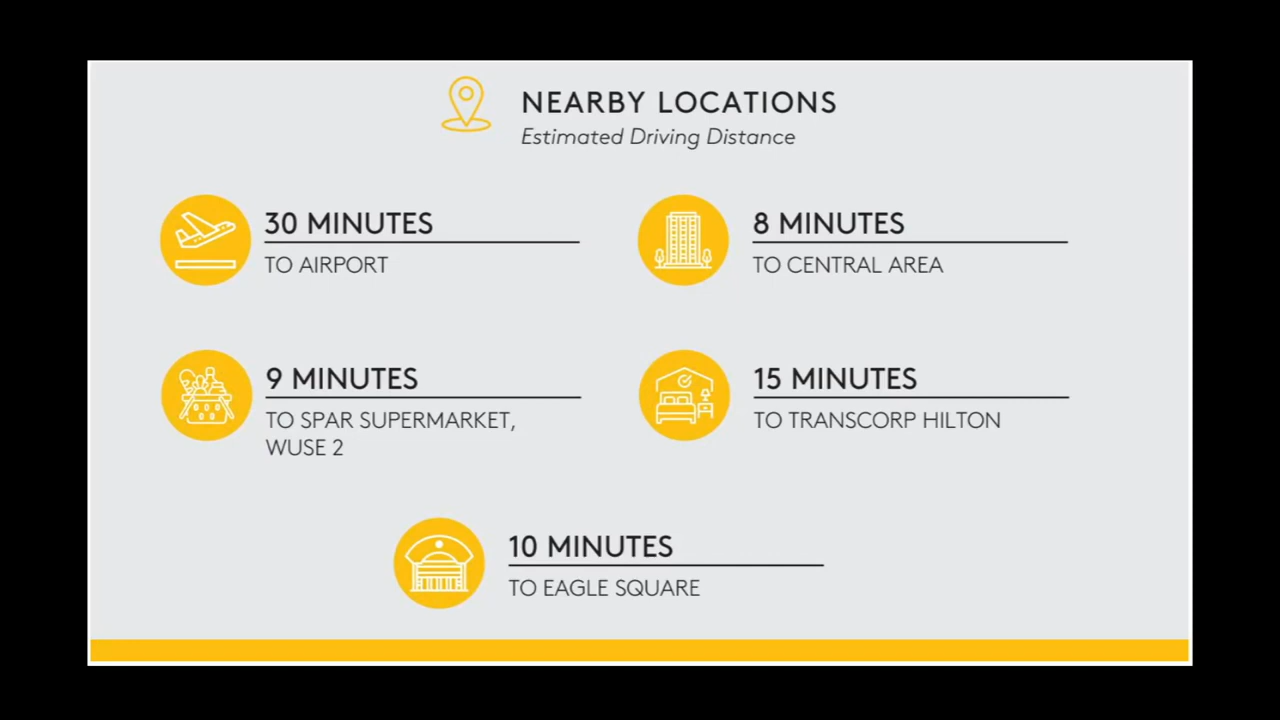 NEARBY LOCATIONS
Estimated Driving Distance
30 MINUTES
TO AIRPORT
8 MINUTES
TO CENTRAL AREA
9 MINUTES
TO SPAR SUPERMARKET,
WUSE 2
15 MINUTES
TO TRANSCORP HILTON
10 MINUTES
TO EAGLE SQUARE